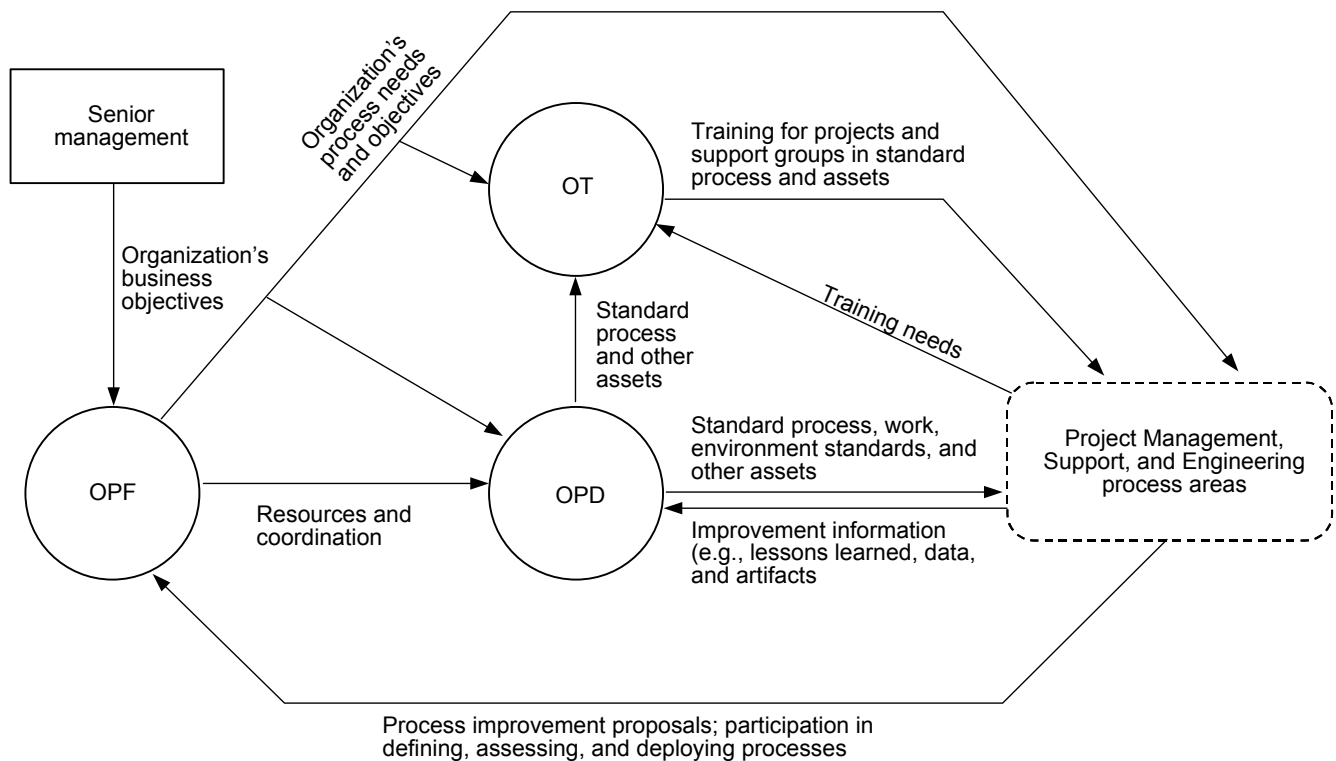 Organization’s
process needs
and objectives
Senior
management
OT
Training for projects and
support groups in standard
process and assets
Organization’s
business
objectives
Standard
process
and other
assets
Training needs
OPF
Resources and
coordination
OPD
Standard process, work,
environment standards, and
other assets
Improvement information
(e.g., lessons learned, data,
and artifacts
Project Management,
Support, and Engineering
process areas
Process improvement proposals; participation in
defining, assessing, and deploying processes